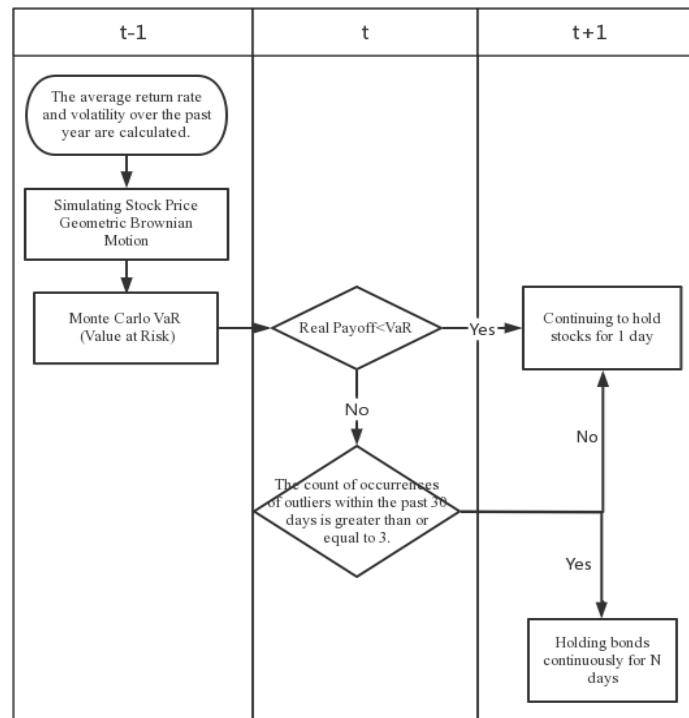 t-1
t
t+1
The average return rate
and volatility over the past
year are calculated.
Simulating Stock Price
Geometric Brownian
Motion
Monte Carlo VaR
(Value at Risk)
Real Payoff<VaR
Yes
Continuing to hold
stocks for 1 day
No
The count of occurrences
of outliers within the past 30
days is greater than or
equal to 3.
No
Yes
Holding bonds
continuously for N
days